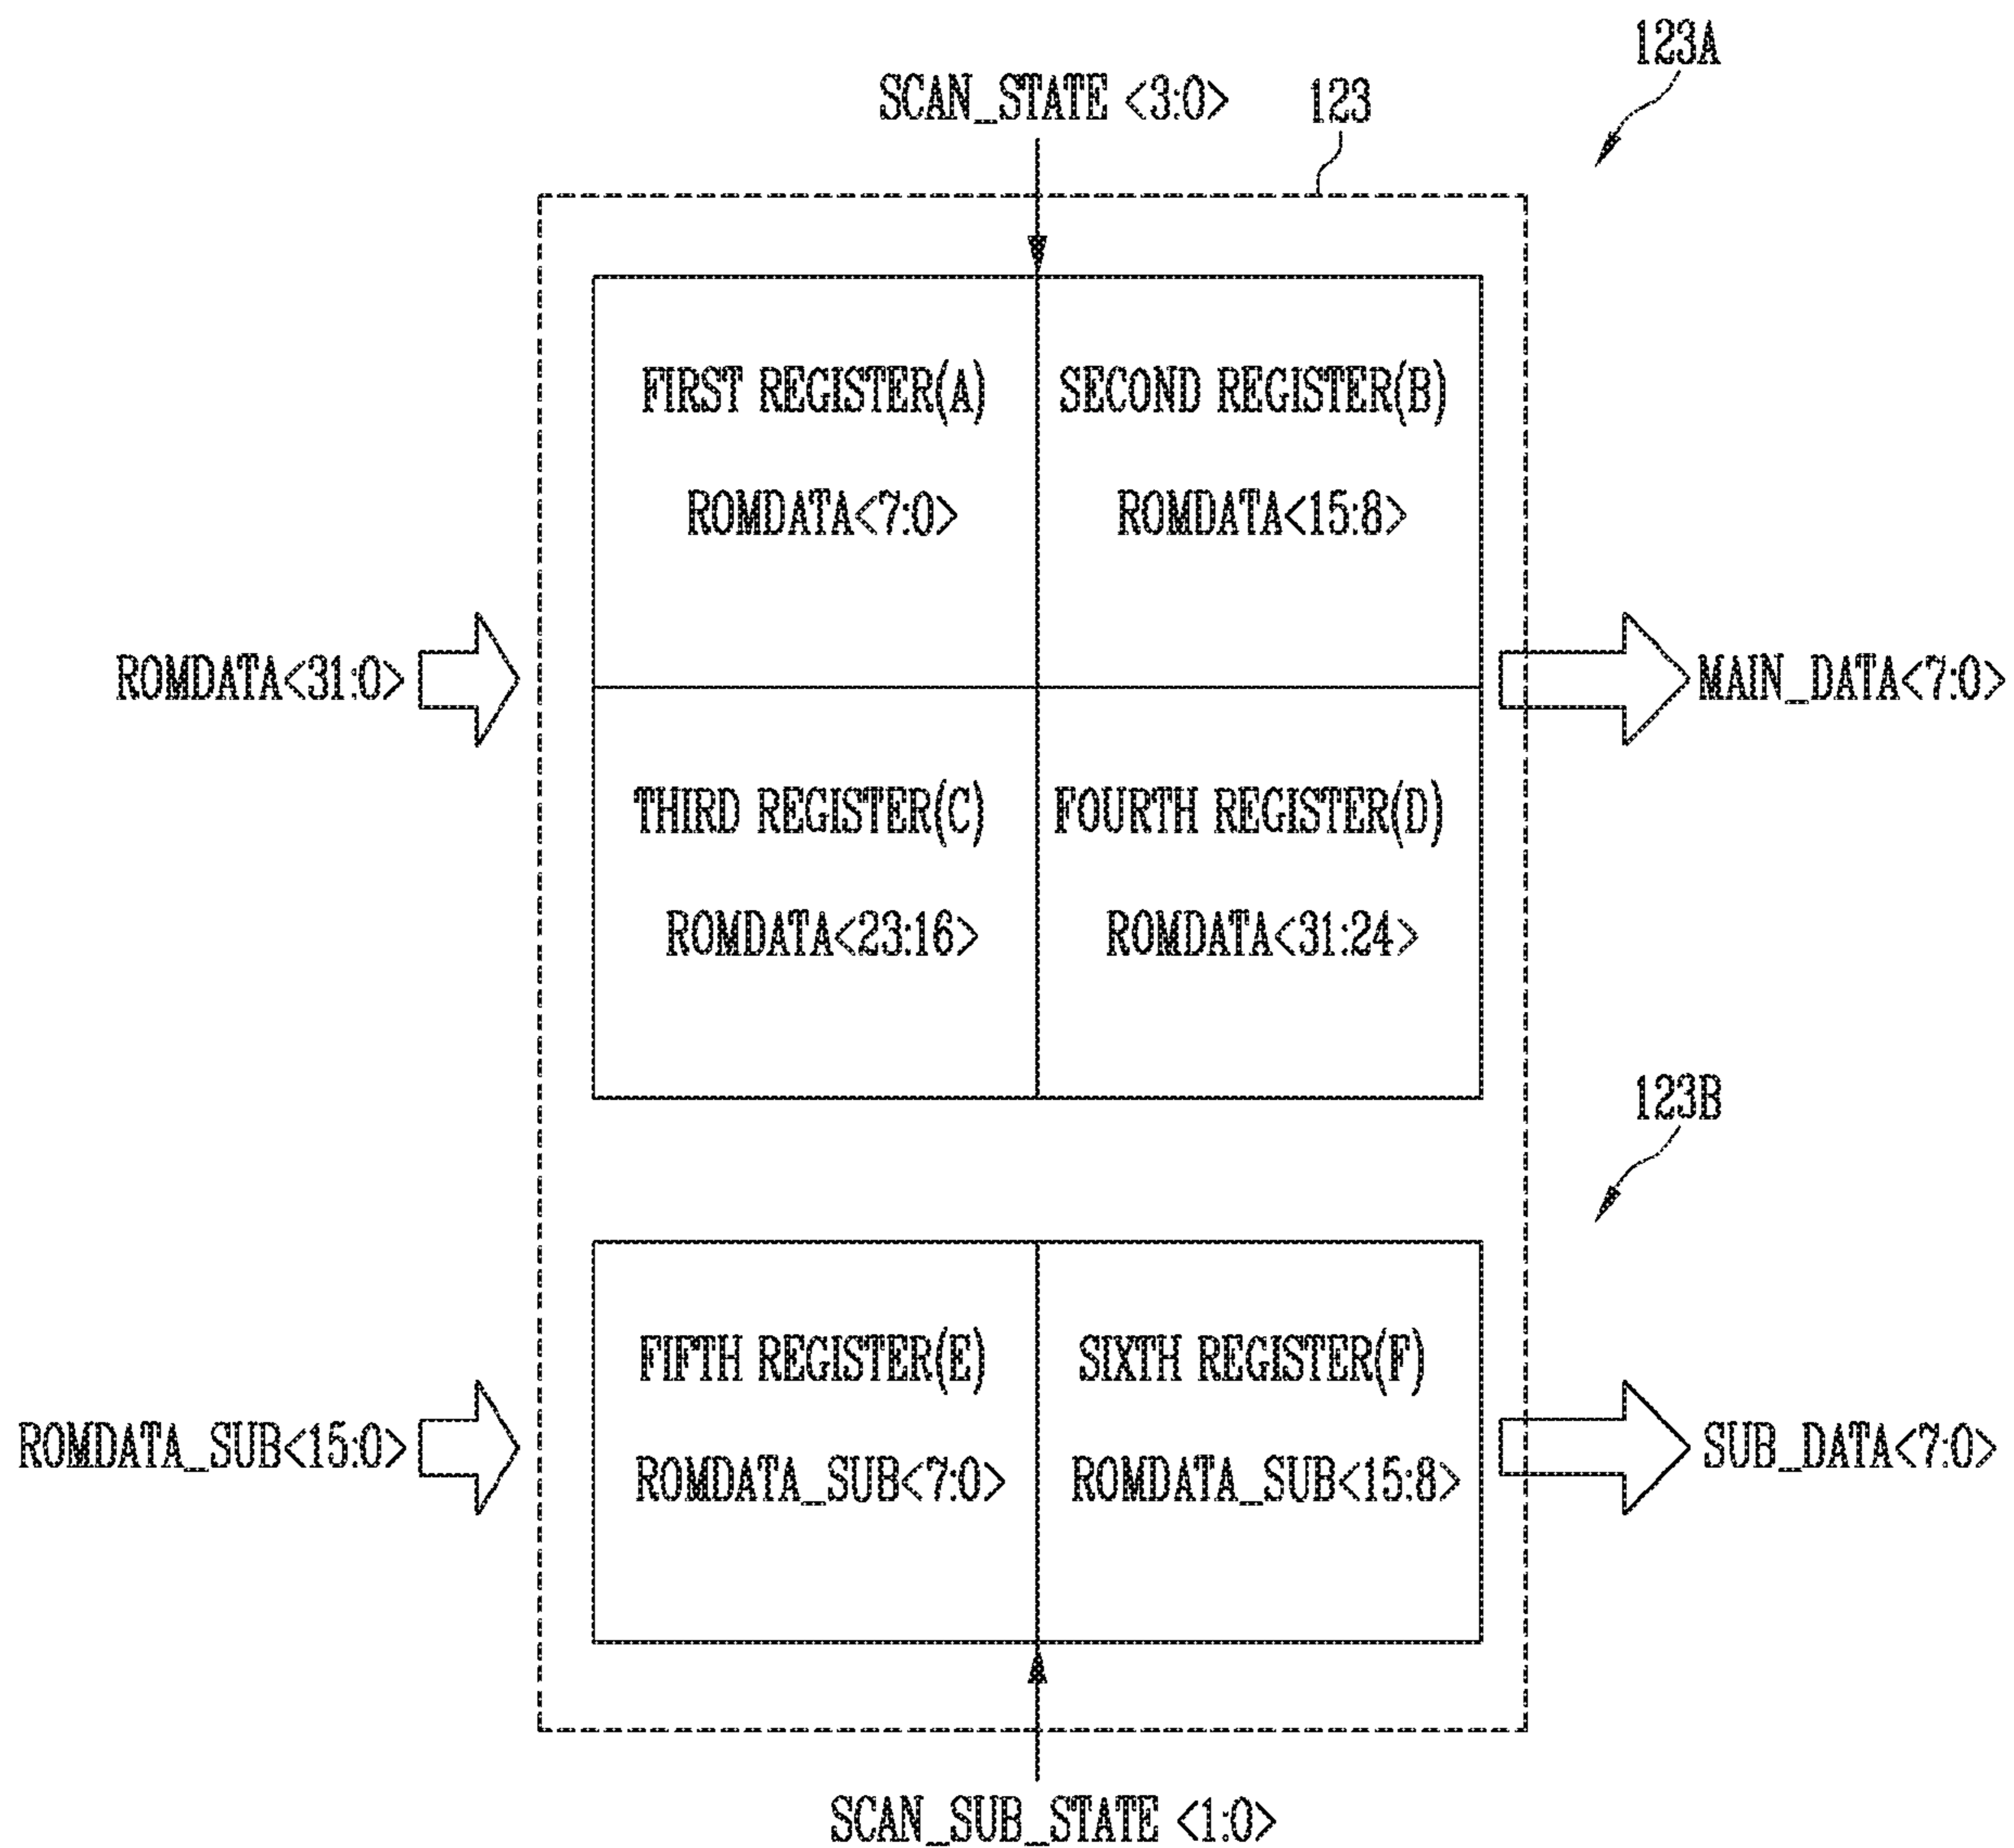 123A
SCAN_STATE <3:0>
123
FIRST REGISTER(A)
SECOND REGISTER(B)
ROMDATA<7:0>
ROMDATA<15:8>
ROMDATA<31:0>
MAIN_DATA<7:0>
THIRD REGISTER(C)
FOURTH REGISTER(D)
ROMDATA<23:16>
ROMDATA<31:24>
123B
FIFTH REGISTER(E)
SIXTH REGISTER(F)
ROMDATA_SUB<15:0>
ROMDATA_SUB<7:0>
ROMDATA_SUB<15:8>
SUB_DATA<7:0>
SCAN_SUB_STATE <1:0>